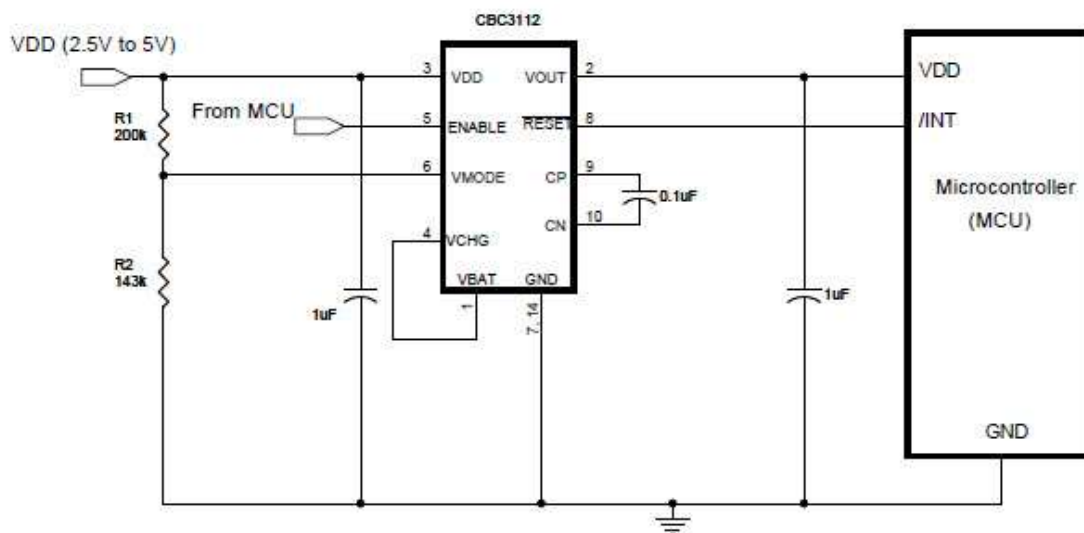 CBC3112
VDD (2.5V to 5V)
3
VDD
VOUT
2
VDD
R1
200k
From MCU
5
ENABLE
RESET
8
/INT
6
VMODE
CP
9
0.1uF
Microcontroller
(MCU)
4
VCHG
CN
10
R2
143k
VBAT
GND
1uF
1
7, 14
1uF
GND